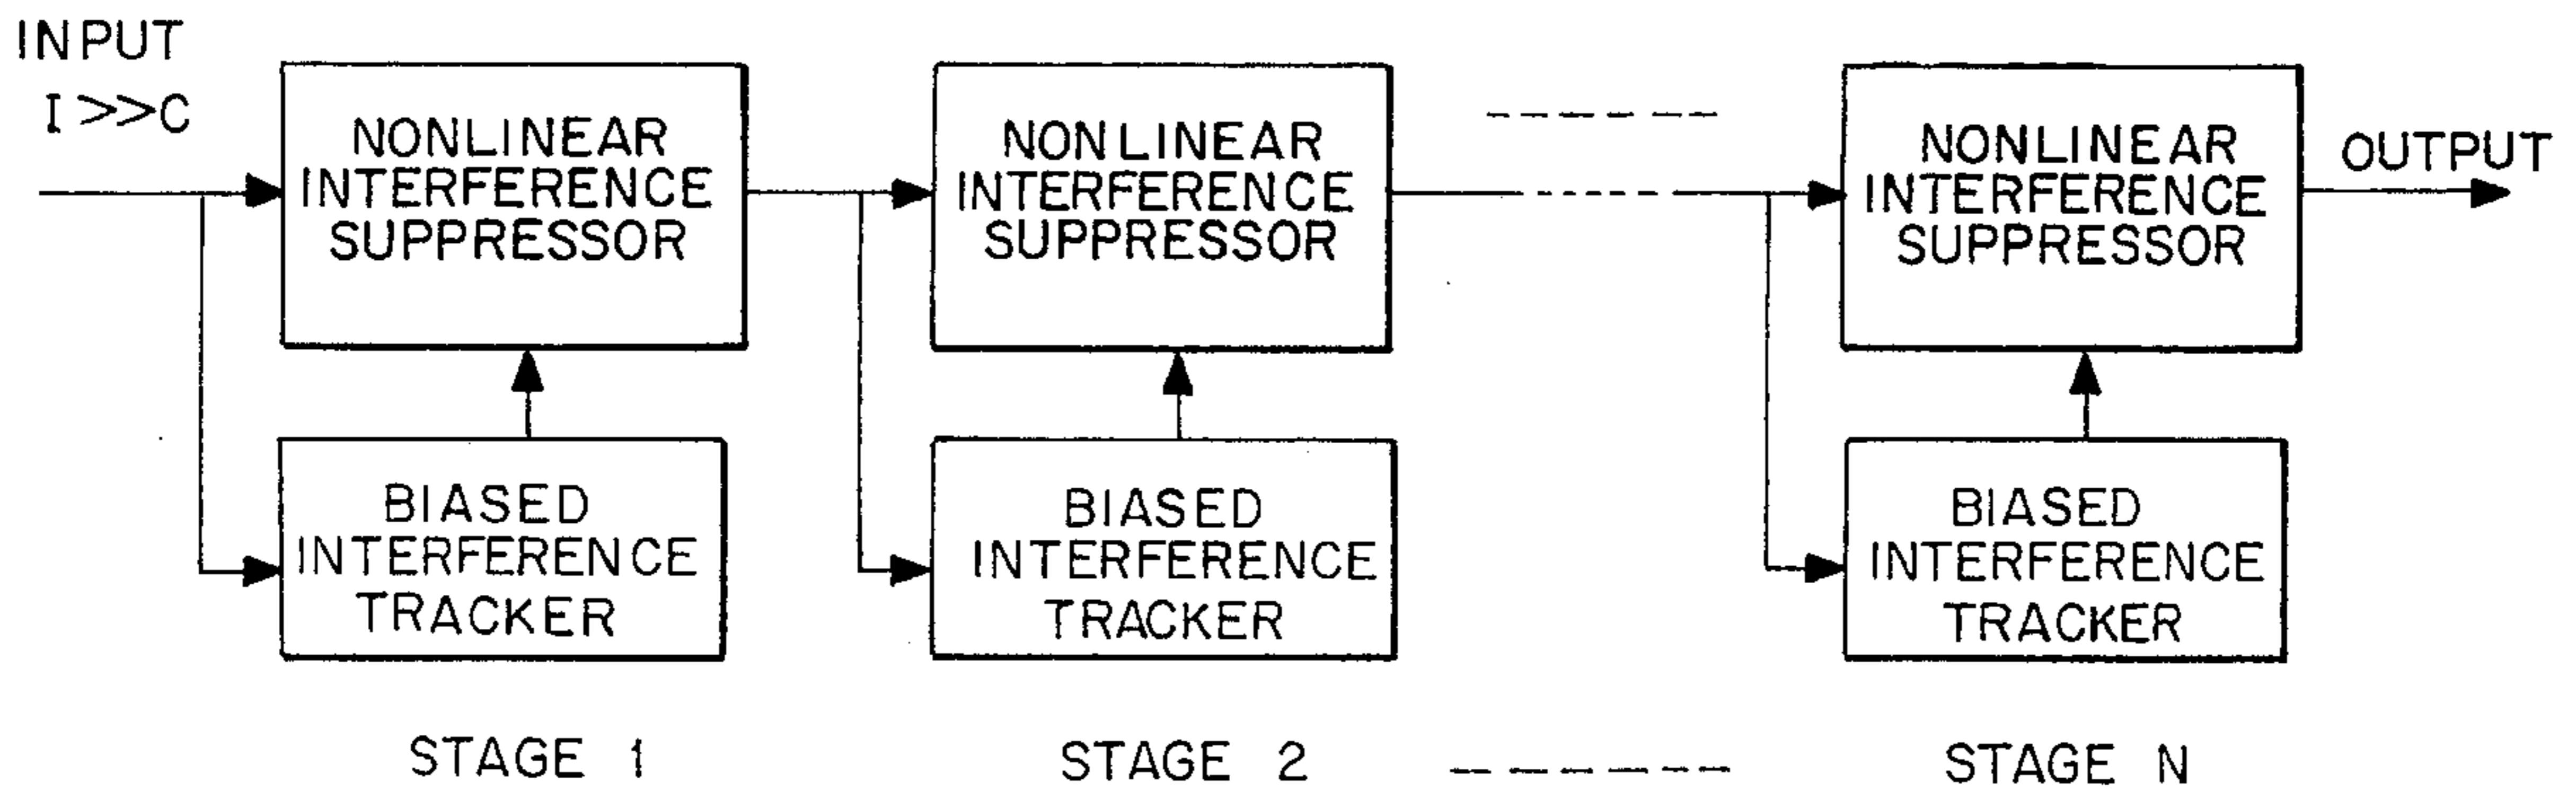 INPUT
I>>C
NONLINEAR
INTERFERENCE
SUPPRESSOR
NONLINEAR
INTERFERENCE
SUPPRESSOR
NONLINEAR
INTERFERENCE
SUPPRESSOR
OUTPUT
BIASED
INTERFERENCE
TRACKER
BIASED
INTERFERENCE
TRACKER
BIASED
INTERFERENCE
TRACKER
STAGE 1
STAGE 2
STAGE N